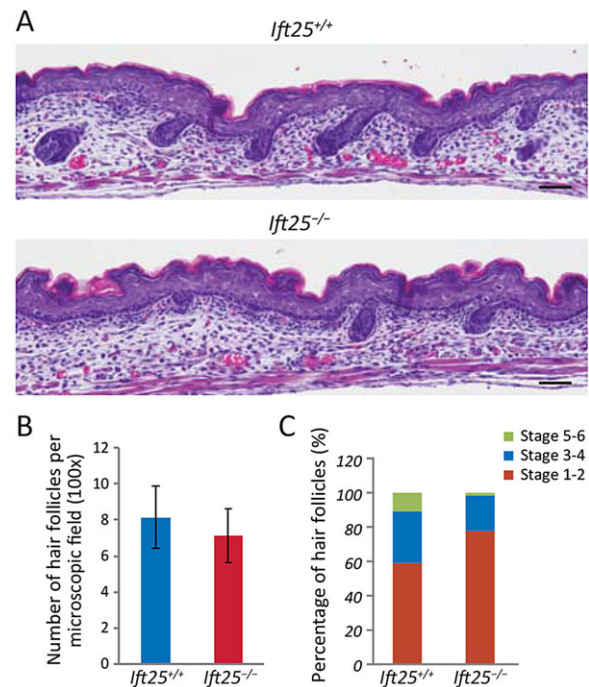 A
Ift25+/+
Ift25−/−
B
Number of hair follicles per
microscopic field (100x)
12
10
8
6
4
2
0
Ift25+/+ Ift25−/−
C
Stage 5-6
Stage 3-4
Stage 1-2
Percentage of hair follicles (%)
120
100
80
60
40
20
0
Ift25+/+ Ift25−/−